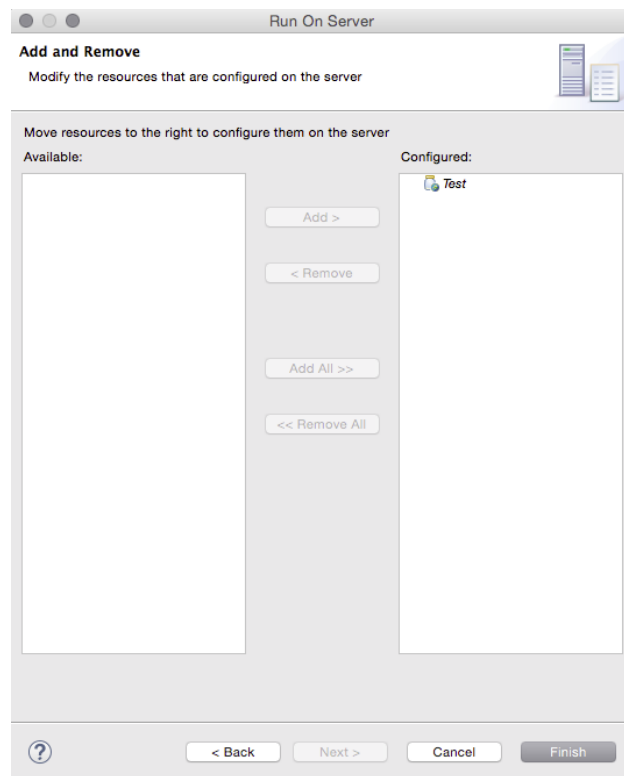 Run On Server
Add and Remove
Modify the resources that are configured on the server
Move resources to the right to configure them on the server
Available:
Configured:
Test
Add >
< Remove
Add All >>
<< Remove All
?
< Back
Next >
Cancel
Finish